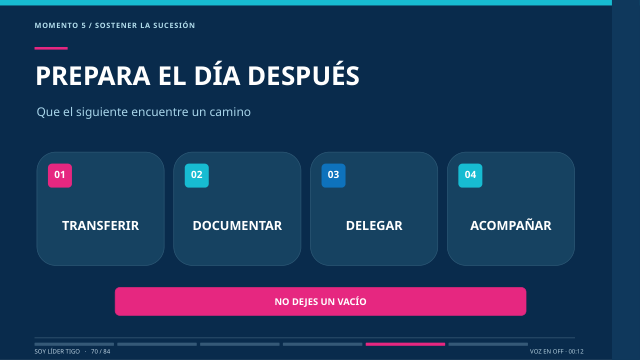 MOMENTO 5 / SOSTENER LA SUCESIÓN
PREPARA EL DÍA DESPUÉS
Que el siguiente encuentre un camino
01
TRANSFERIR
02
DOCUMENTAR
03
DELEGAR
04
ACOMPAÑAR
NO DEJES UN VACÍO
SOY LÍDER TIGO · 70 / 84
VOZ EN OFF · 00:12